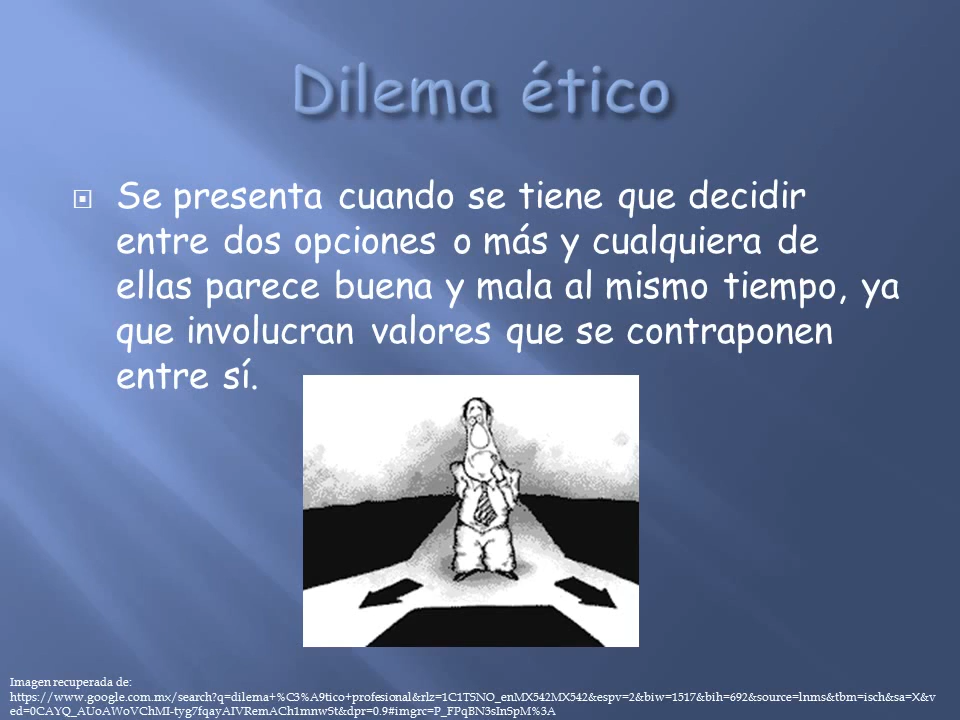 Dilema ético
Se presenta cuando se tiene que decidir
entre dos opciones o más y cualquiera de
ellas parece buena y mala al mismo tiempo, ya
que involucran valores que se contraponen
entre sí.
Imagen recuperada de:
https://www.google.com.mx/search?q=dilema+%C3%A9tico+profesional&rlz=1C1TSNO_enMX542MX542&espv=2&biw=1517&bih=692&source=lnms&tbm=isch&sa=X&v
ed=0CAYQ_AUoAWoVChMI-tyg7fqayAIVRemACh1mnw5t&dpr=0.9#imgrc=P_FPqBN3sIn5pM%3A